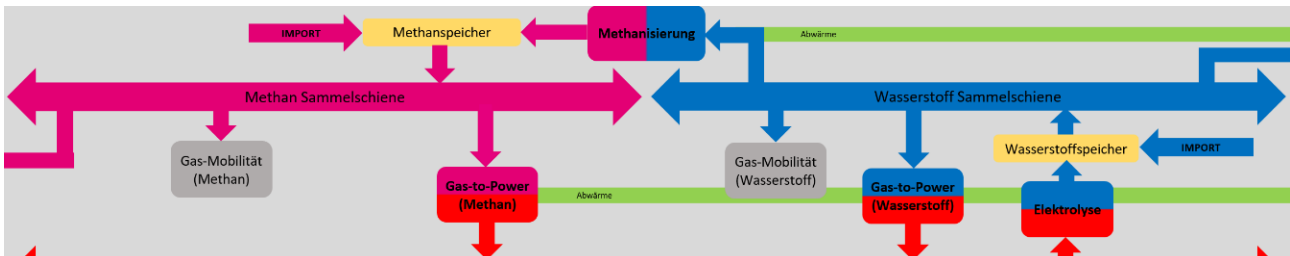 IMPORT
Methanspeicher
Methanisierung
Abwärme
Methan Sammelschiene
Wasserstoff Sammelschiene
Gas-Mobilität
(Methan)
Gas-to-Power
(Methan)
Abwärme
Gas-Mobilität
(Wasserstoff)
Gas-to-Power
(Wasserstoff)
Wasserstoffspeicher
IMPORT
Elektrolyse